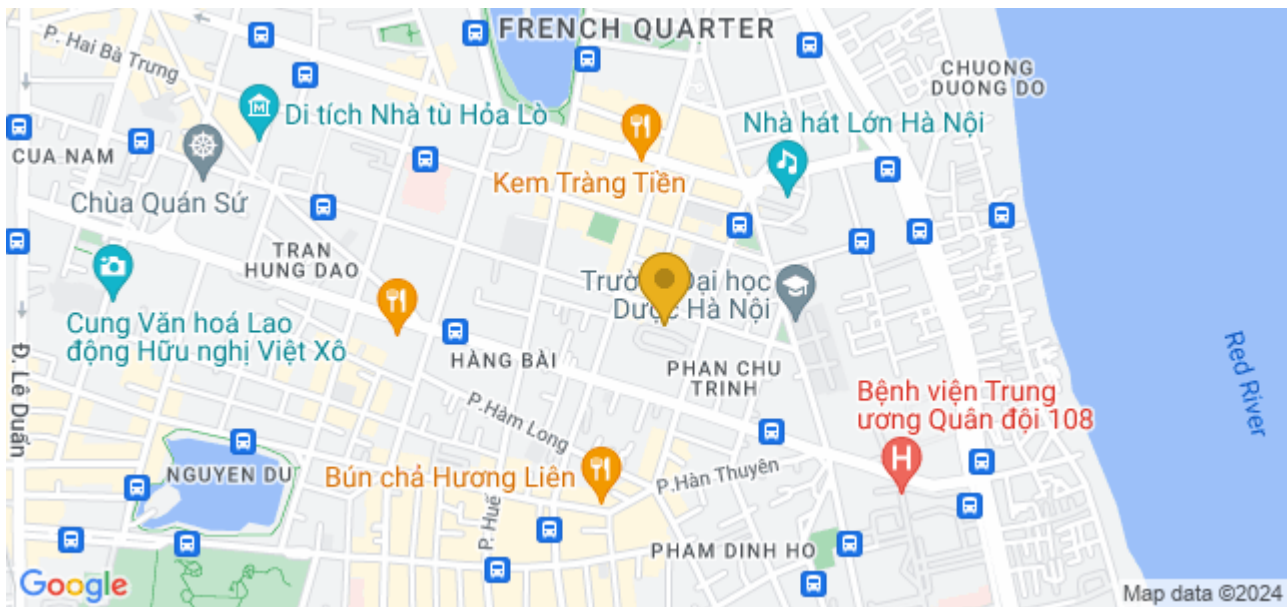 FRENCH QUARTER
P. Hai Bà Trưng
CHUONG
DUONG DO
Di tích Nhà tù Hỏa Lò
Nhà hát Lớn Hà Nội
CUA NAM
Kem Tràng Tiền
Chùa Quán Sứ
TRAN
HUNG DAO
Trườ Đại học
Dược Hà Nội
Cung Văn hoá Lao
động Hữu nghị Việt Xô
HÀNG BÀI
PHAN CHU
TRINH
Đ. Lê Duẩn
Red River
Bệnh viện Trung
ương Quân đội 108
H
P.Hàm Long
NGUYEN DU
Bún chả Hương Liên
P.Hàn Thuyên
P. Huế
PHAM DINH HO
Google
Map data ©2024